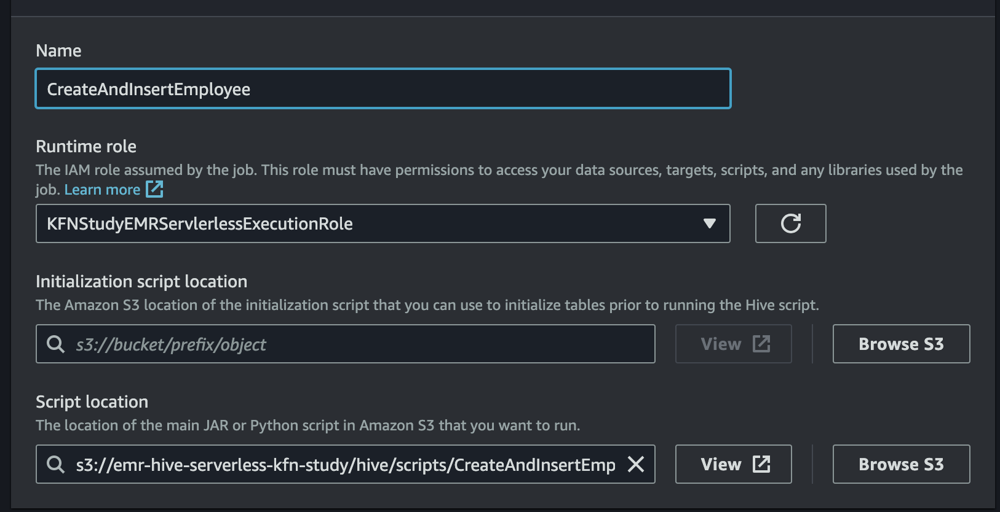 Name
CreateAndInsertEmployee
Runtime role
The IAM role assumed by the job. This role must have permissions to access your data sources, targets, scripts, and any libraries used by the
job. Learn more
KFNStudyEMRServlerlessExecutionRole
Initialization script location
The Amazon S3 location of the initialization script that you can use to initialize tables prior to running the Hive script.
s3://bucket/prefix/object
View
Browse S3
Script location
The location of the main JAR or Python script in Amazon S3 that you want to run.
s3://emr-hive-serverless-kfn-study/hive/scripts/CreateAndInsertEmp
View
Browse S3